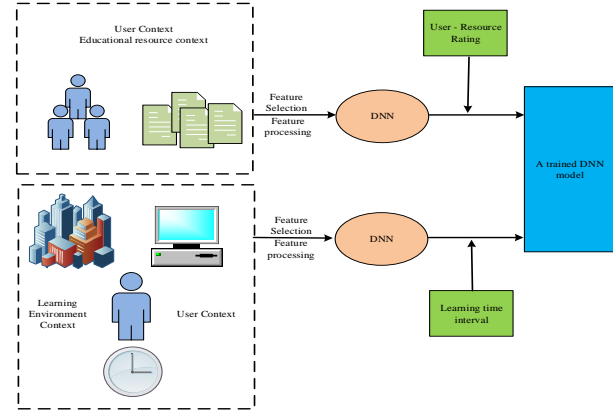 User Context
Educational resource context
User - Resource
Rating
Feature
Selection
Feature
processing
DNN
A trained DNN
model
Feature
Selection
Feature
processing
DNN
Learning
Environment
Context
User Context
Learning time
interval